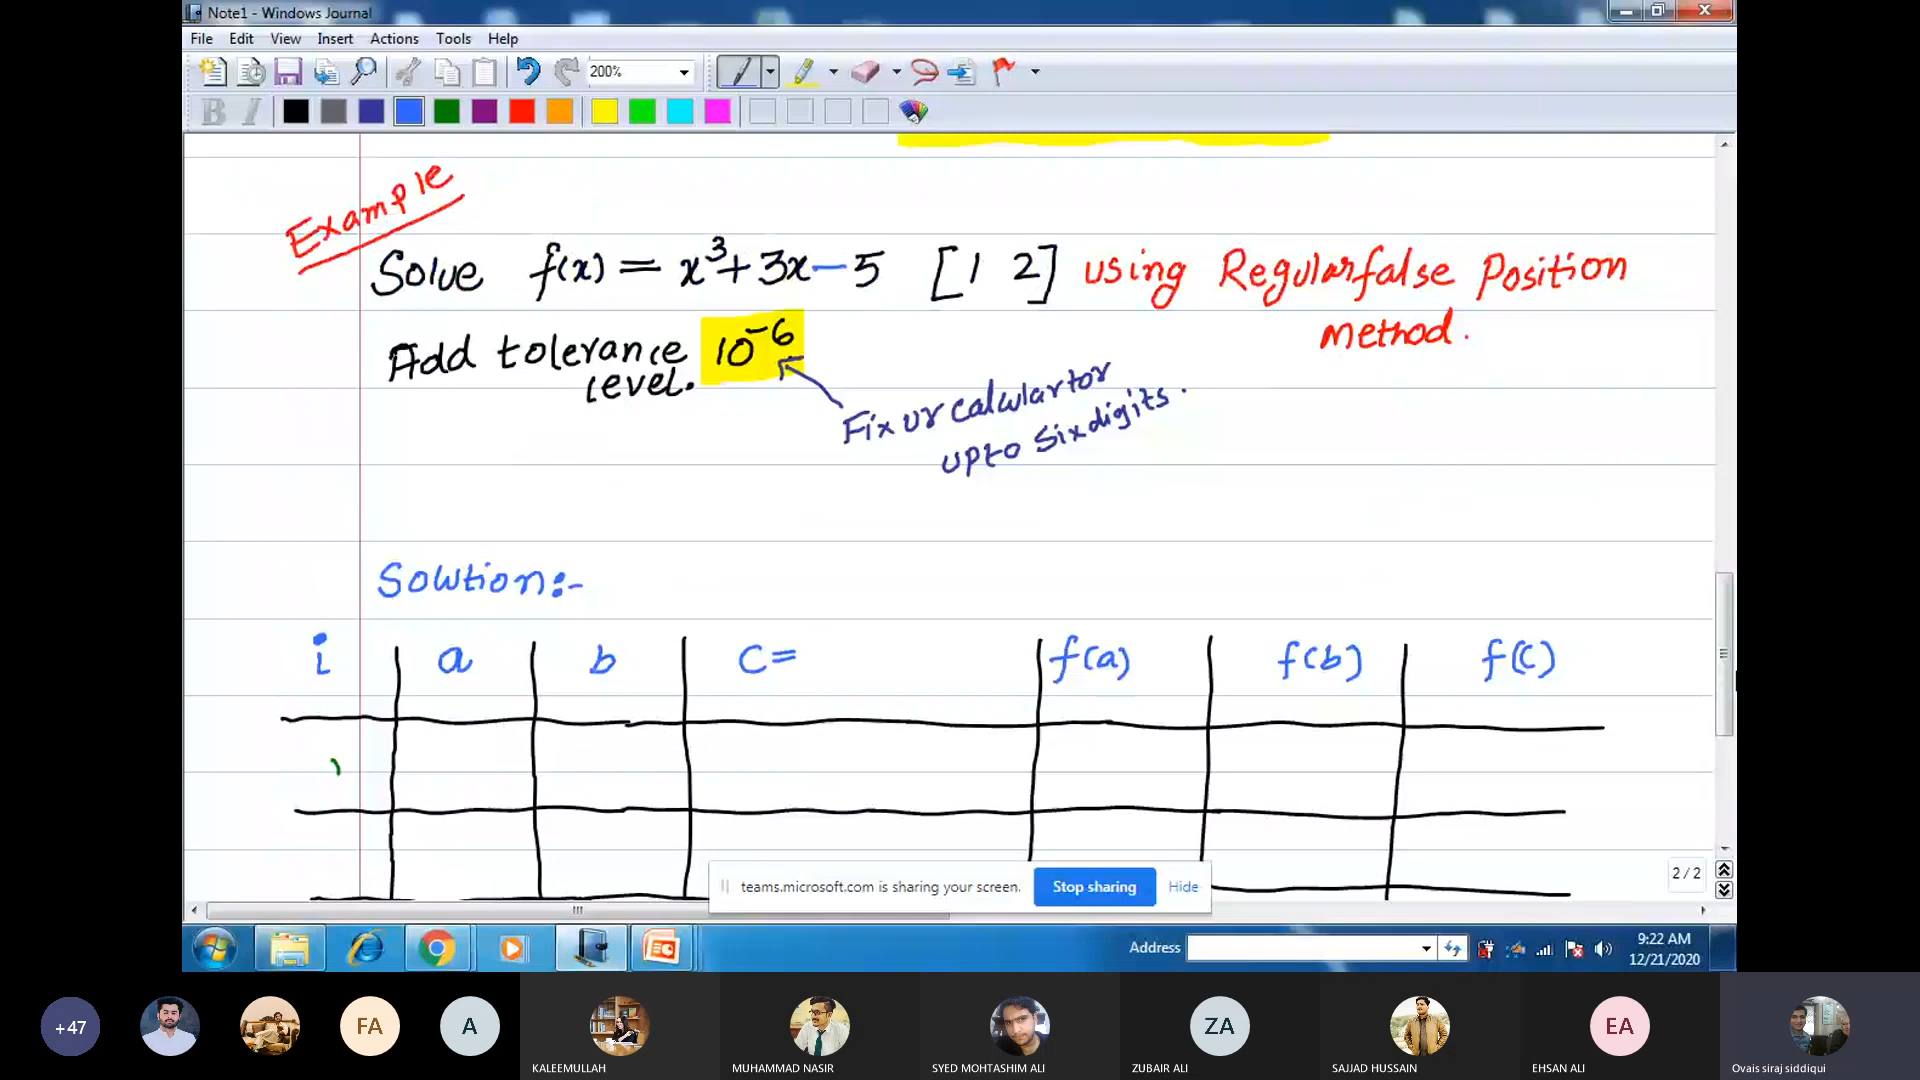 Note1 - Windows Journal
File Edit View Insert Actions Tools Help
200%
B I
Example
Solve f(x) = x³+3x-5 [1 2] using Regularfalse Position
method.
Add tolerance 10⁻⁶
level.
Fix ur calculartor
upto Six digits.
Solution:-
i a b C= f(a) f(b) f(C)
teams.microsoft.com is sharing your screen. Stop sharing Hide
2 / 2
Address
9:22 AM
12/21/2020
+47 FA A ZA EA
KALEEMULLAH MUHAMMAD NASIR SYED MOHTASHIM ALI ZUBAIR ALI SAJJAD HUSSAIN EHSAN ALI Ovais siraj siddiqui